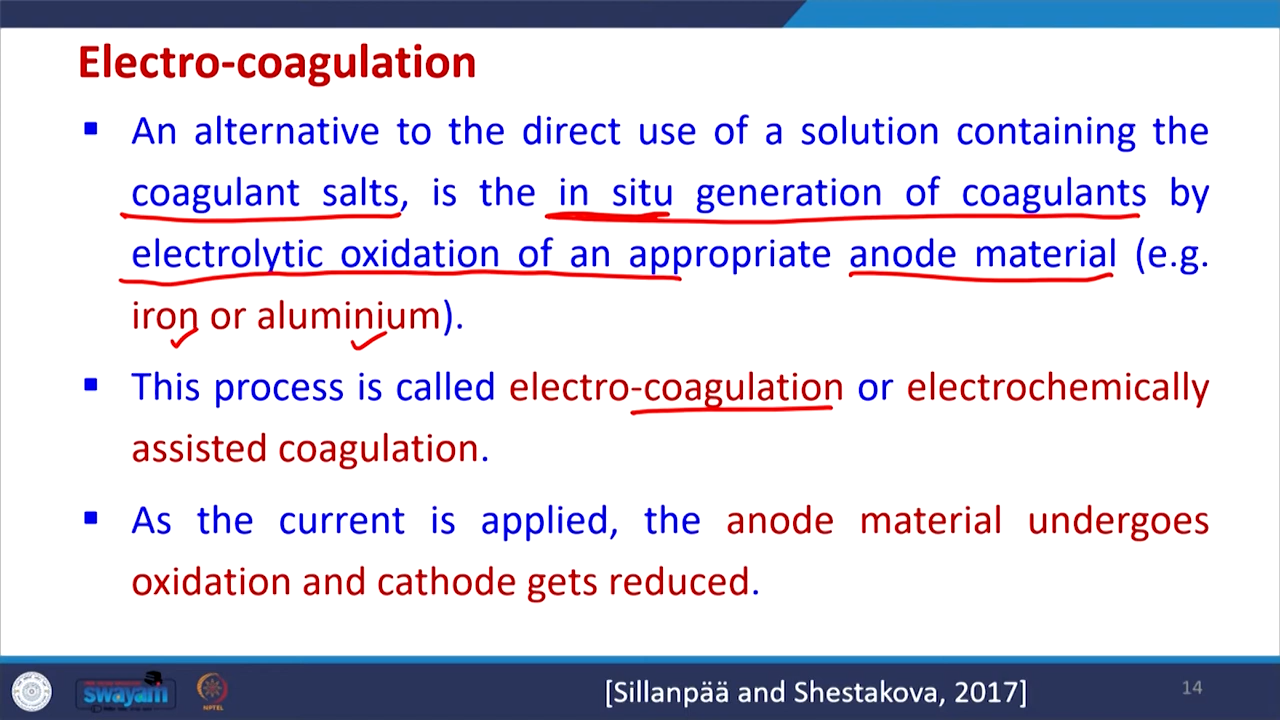 Electro-coagulation
▪ An alternative to the direct use of a solution containing the
coagulant salts, is the in situ generation of coagulants by
electrolytic oxidation of an appropriate anode material (e.g.
iron or aluminium).
▪ This process is called electro-coagulation or electrochemically
assisted coagulation.
▪ As the current is applied, the anode material undergoes
oxidation and cathode gets reduced.
swayam
NPTEL
[Sillanpää and Shestakova, 2017]
14